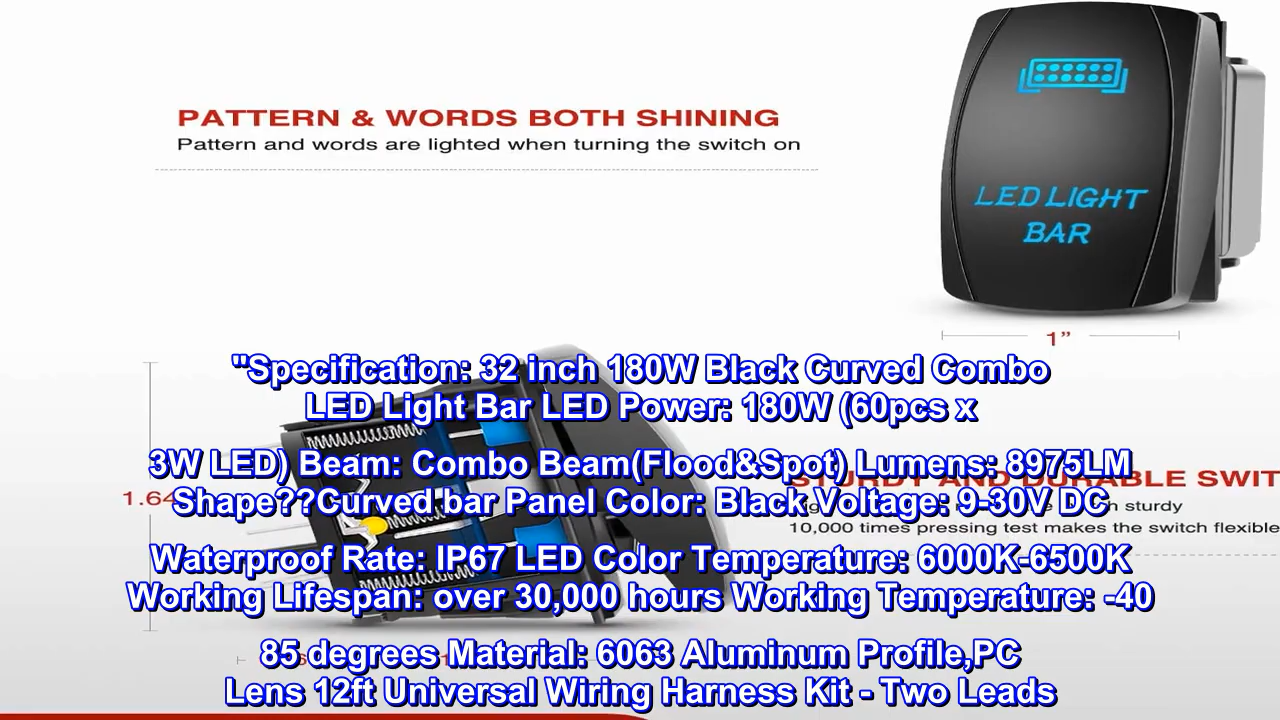 PATTERN & WORDS BOTH SHINING
Pattern and words are lighted when turning the switch on
LED LIGHT
BAR
1”
"Specification: 32 inch 180W Black Curved Combo
LED Light Bar LED Power: 180W (60pcs x
3W LED) Beam: Combo Beam(Flood&Spot) Lumens: 8975LM
Shape??Curved bar Panel Color: Black Voltage: 9-30V DC
1.64
STURDY AND DURABLE SWIT
sturdy
10,000 times pressing test makes the switch flexible
Waterproof Rate: IP67 LED Color Temperature: 6000K-6500K
Working Lifespan: over 30,000 hours Working Temperature: -40
85 degrees Material: 6063 Aluminum Profile,PC
Lens 12ft Universal Wiring Harness Kit - Two Leads